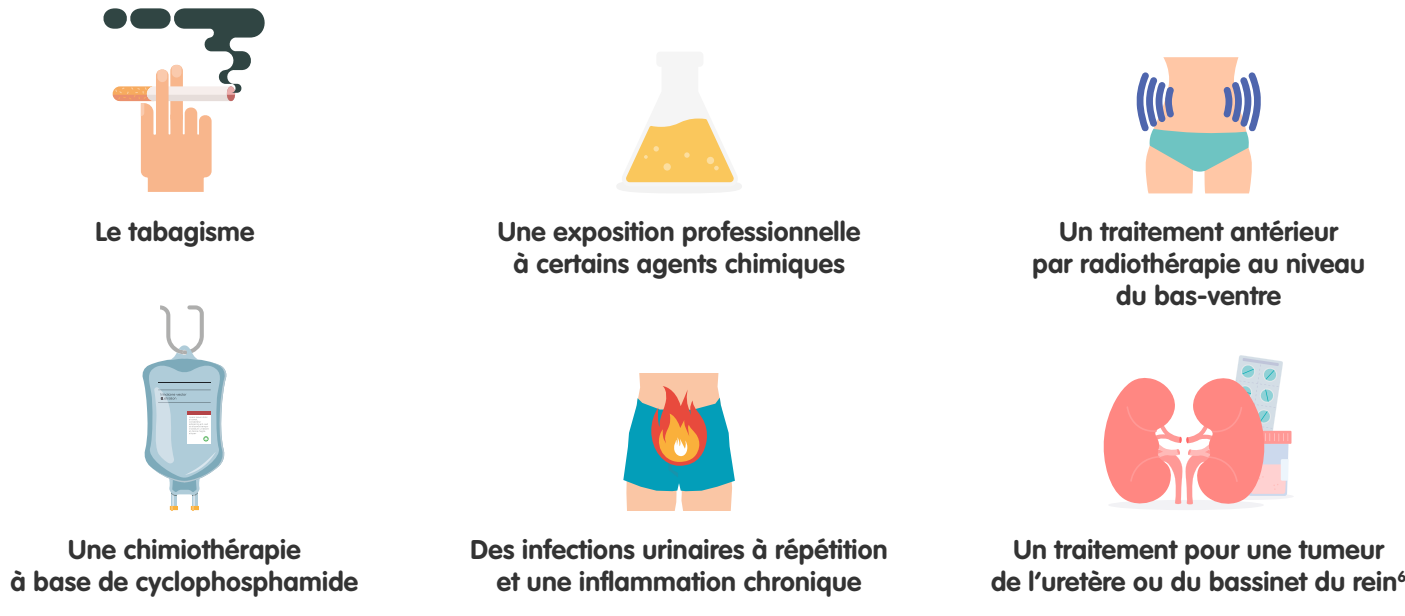 Le tabagisme
Une exposition professionnelle
à certains agents chimiques
Un traitement antérieur
par radiothérapie au niveau
du bas-ventre
Une chimiothérapie
à base de cyclophosphamide
Des infections urinaires à répétition
et une inflammation chronique
Un traitement pour une tumeur
de l'uretère ou du bassinet du rein⁶